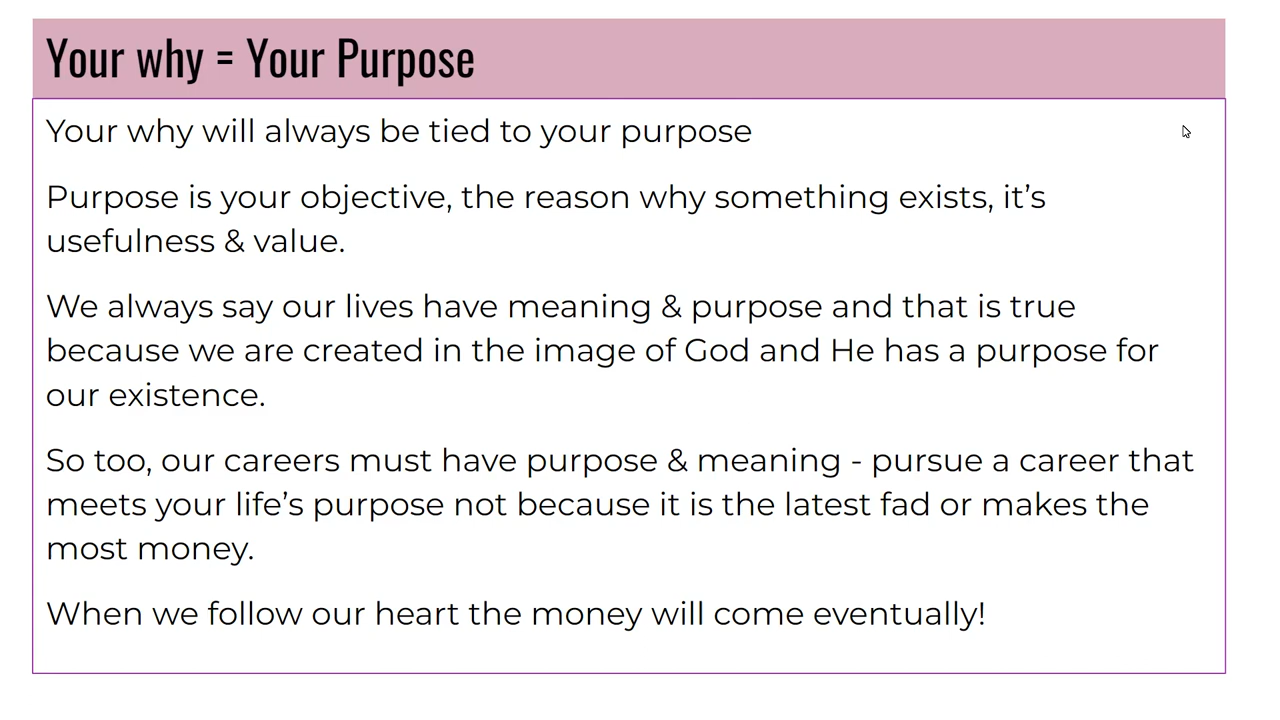 Your why = Your Purpose
Your why will always be tied to your purpose
Purpose is your objective, the reason why something exists, it’s
usefulness & value.
We always say our lives have meaning & purpose and that is true
because we are created in the image of God and He has a purpose for
our existence.
So too, our careers must have purpose & meaning - pursue a career that
meets your life’s purpose not because it is the latest fad or makes the
most money.
When we follow our heart the money will come eventually!